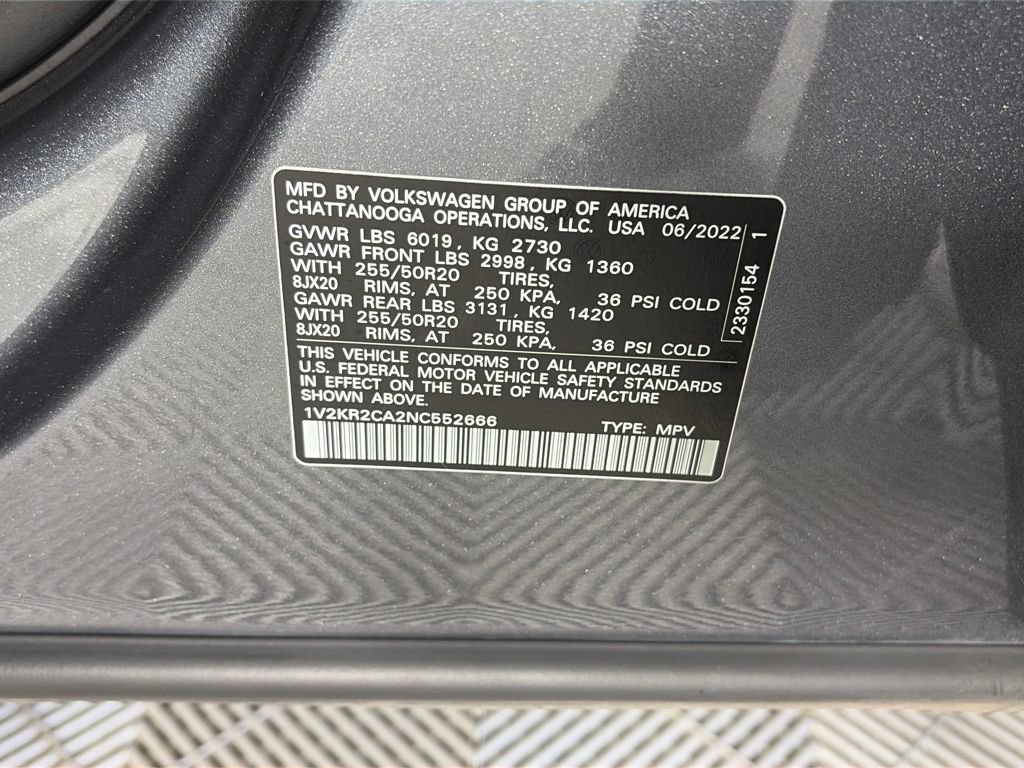 MFD BY VOLKSWAGEN GROUP OF AMERICA
CHATTANOOGA OPERATIONS, LLC. USA 06/2022
GVWR LBS 6019, KG 2730
GAWR FRONT LBS 2998, KG 1360
WITH 255/50R20 TIRES,
8JX20 RIMS, AT 250 KPA, 36 PSI COLD
GAWR REAR LBS 3131, KG 1420
WITH 255/50R20 TIRES,
8JX20 RIMS, AT 250 KPA, 36 PSI COLD
THIS VEHICLE CONFORMS TO ALL APPLICABLE
U.S. FEDERAL MOTOR VEHICLE SAFETY STANDARDS
IN EFFECT ON THE DATE OF MANUFACTURE
SHOWN ABOVE.
1V2KR2CA2NC552666 TYPE: MPV
2330154 1